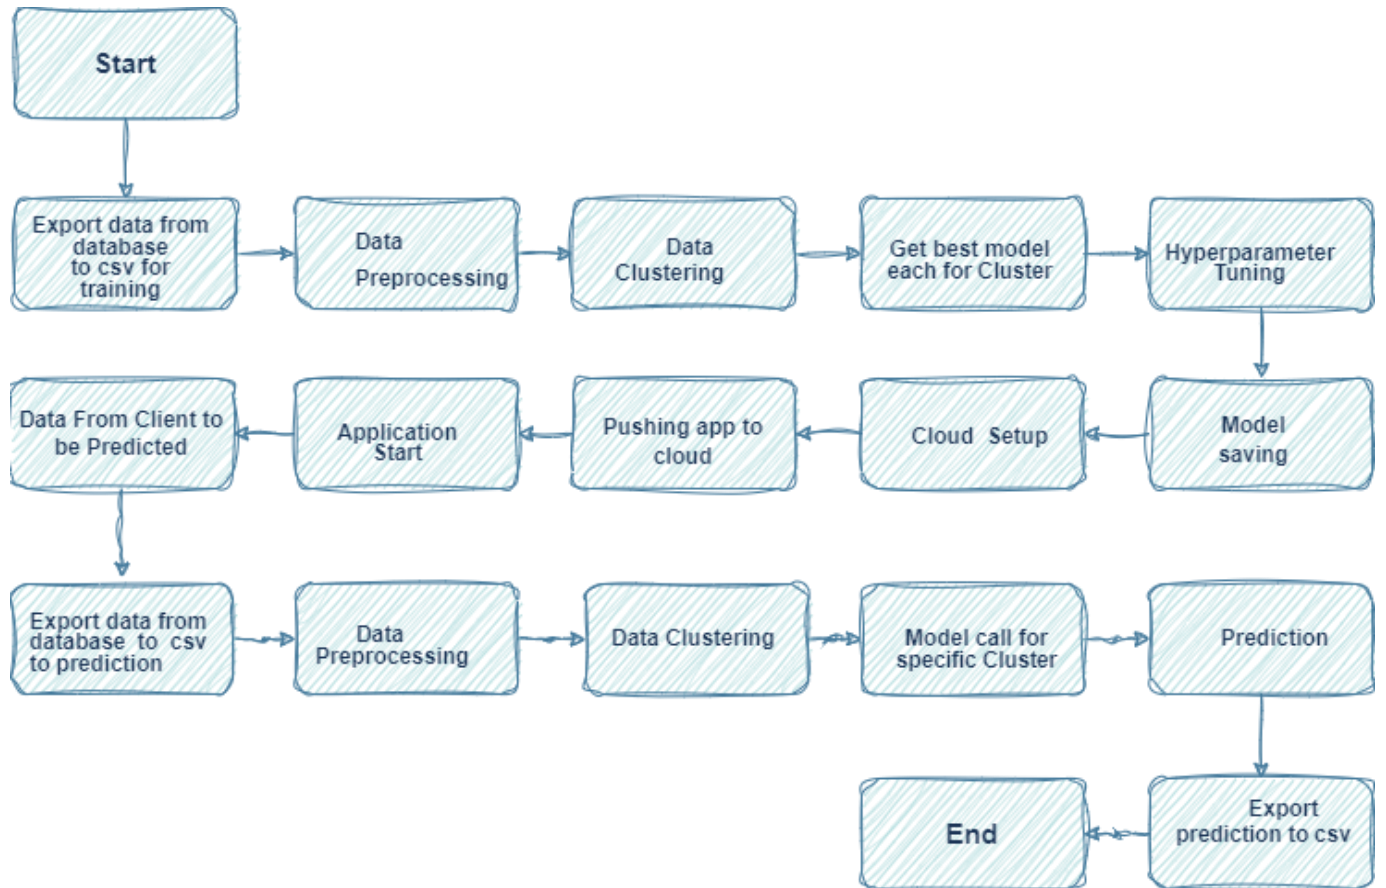 Start
Export data from
database
to csv for
training
Data
Preprocessing
Data
Clustering
Get best model
each for Cluster
Hyperparameter
Tuning
Data From Client to
be Predicted
Application
Start
Pushing app to
cloud
Cloud Setup
Model
saving
Export data from
database to csv
to prediction
Data
Preprocessing
Data Clustering
Model call for
specific Cluster
Prediction
End
Export
prediction to csv